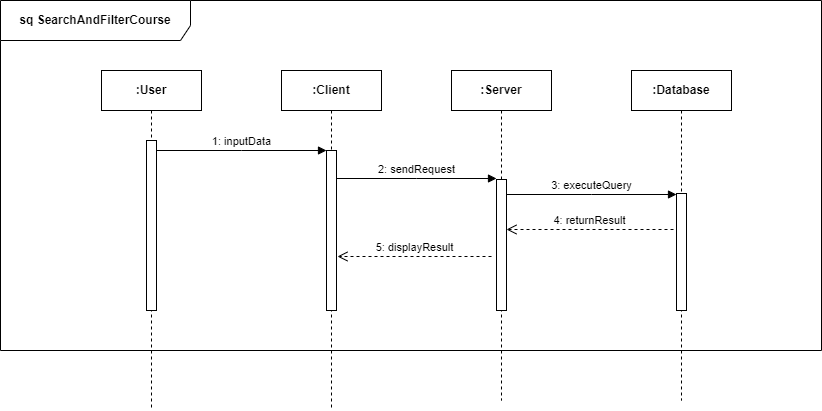 sq SearchAndFilterCourse
:User
:Client
:Server
:Database
1: inputData
2: sendRequest
3: executeQuery
4: returnResult
5: displayResult